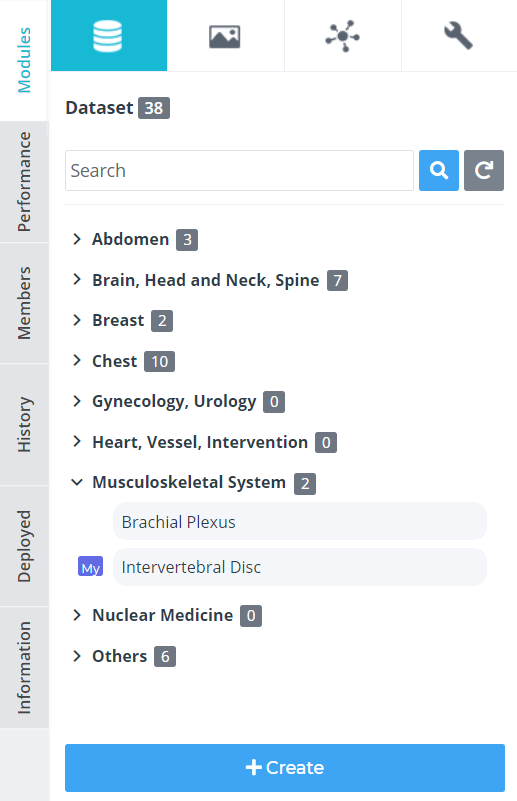 Modules
Performance
Members
History
Deployed
Information
Dataset 38
Search
Abdomen 3
Brain, Head and Neck, Spine 7
Breast 2
Chest 10
Gynecology, Urology 0
Heart, Vessel, Intervention 0
Musculoskeletal System 2
Brachial Plexus
My Intervertebral Disc
Nuclear Medicine 0
Others 6
Create